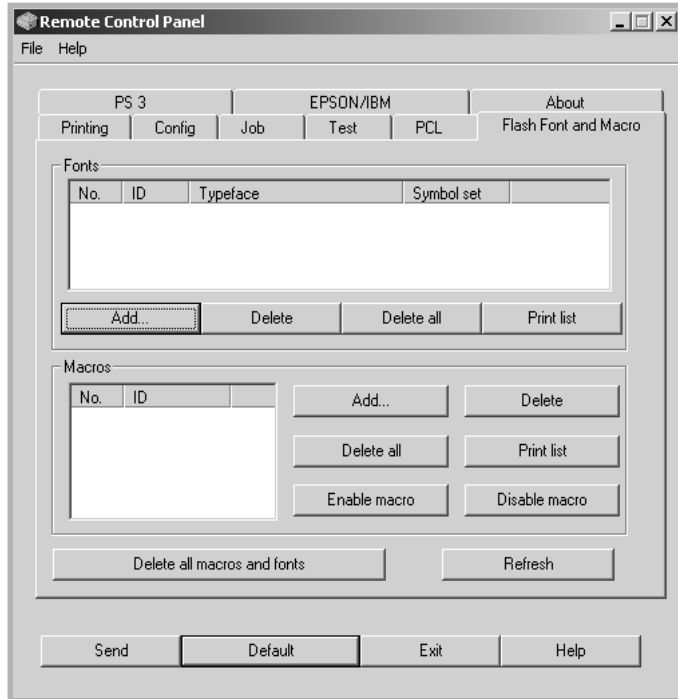 Remote Control Panel
File Help
PS 3 EPSON/IBM About
Printing Config Job Test PCL Flash Font and Macro
Fonts
No. ID Typeface Symbol set
Add... Delete Delete all Print list
Macros
No. ID
Add... Delete
Delete all Print list
Enable macro Disable macro
Delete all macros and fonts Refresh
Send Default Exit Help